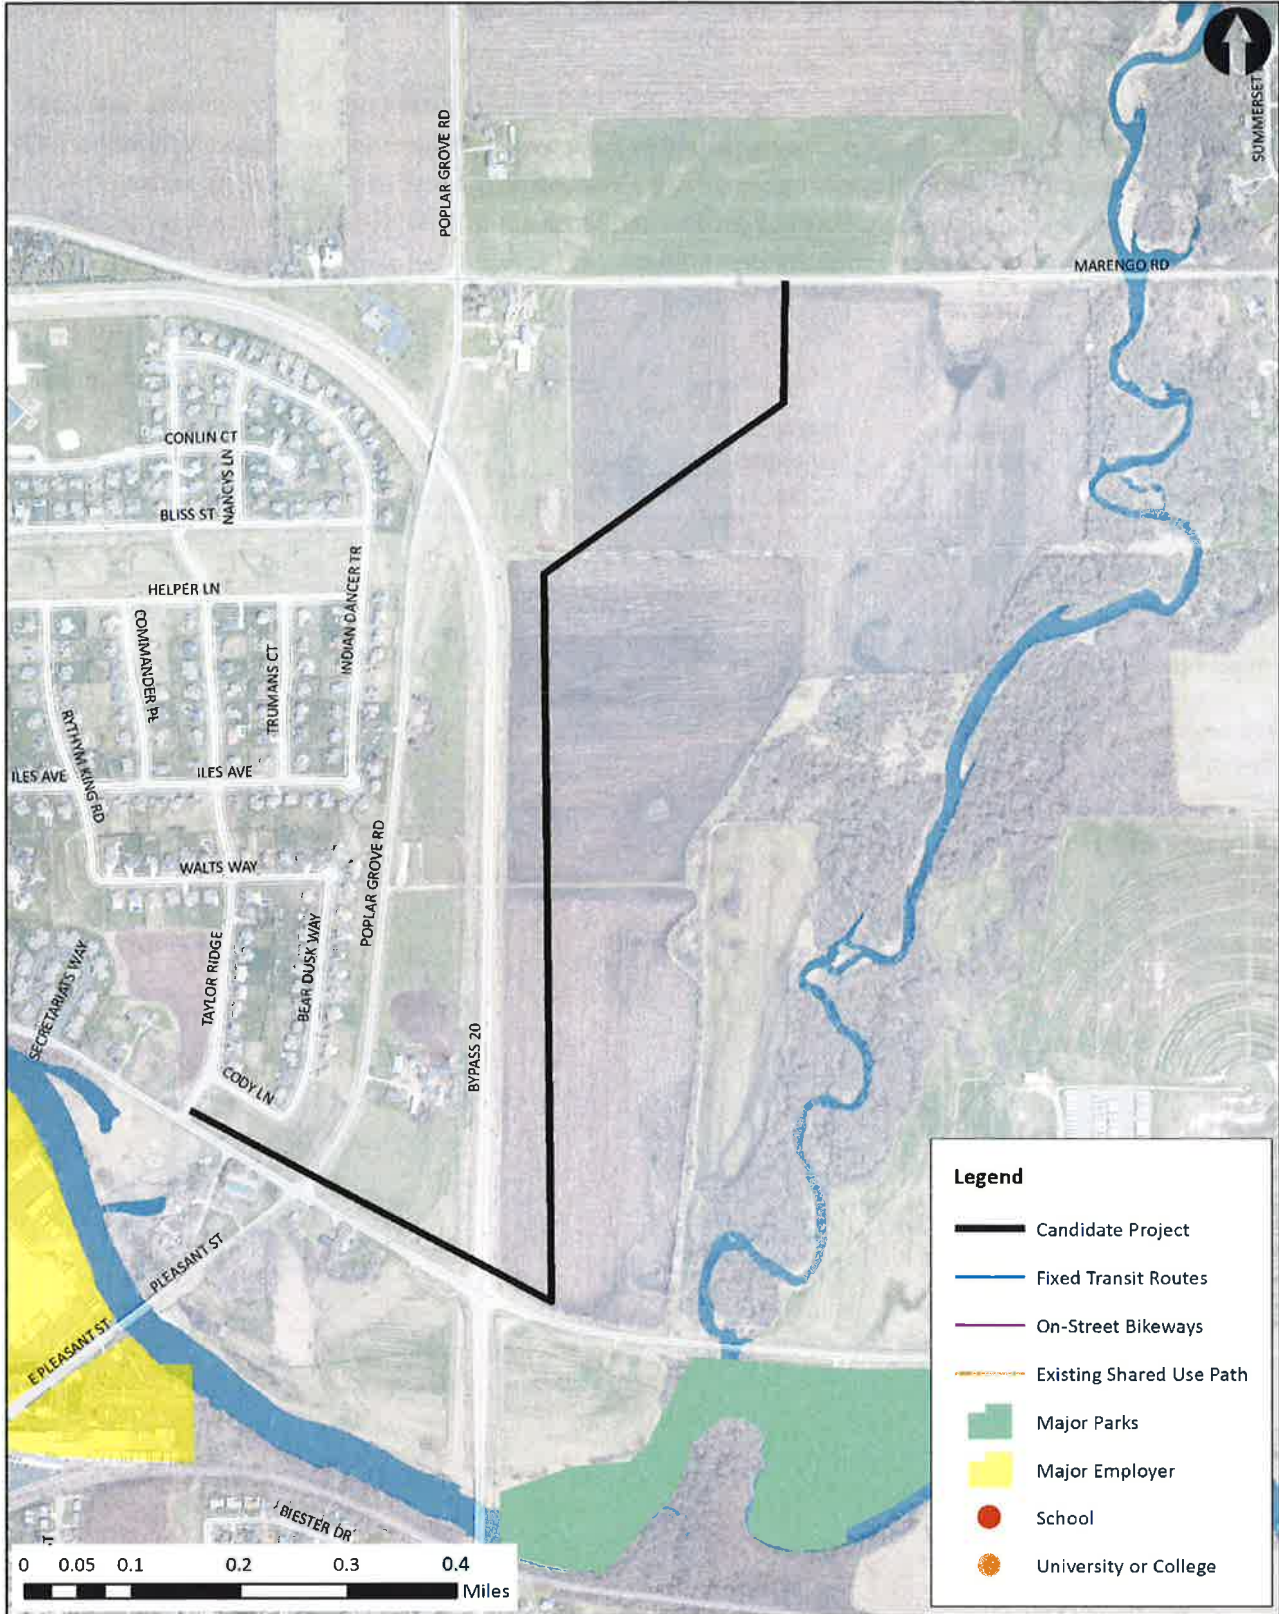 SUMMERSET
POPLAR GROVE RD
MARENGO RD
CONLIN CT
NANCYS LN
BLISS ST
INDIAN DANCER TR
HELPER LN
COMMANDER PL
TRUMANS CT
RYTHYM KING RD
ILES AVE
ILES AVE
WALTS WAY
POPLAR GROVE RD
SECRETARIATS WAY
TAYLOR RIDGE
BEAR DUSK WAY
BYPASS 20
CODY LN
PLEASANT ST
E PLEASANT ST
BIESTER DR
0 0.05 0.1 0.2 0.3 0.4
Miles
Legend
Candidate Project
Fixed Transit Routes
On-Street Bikeways
Existing Shared Use Path
Major Parks
Major Employer
School
University or College